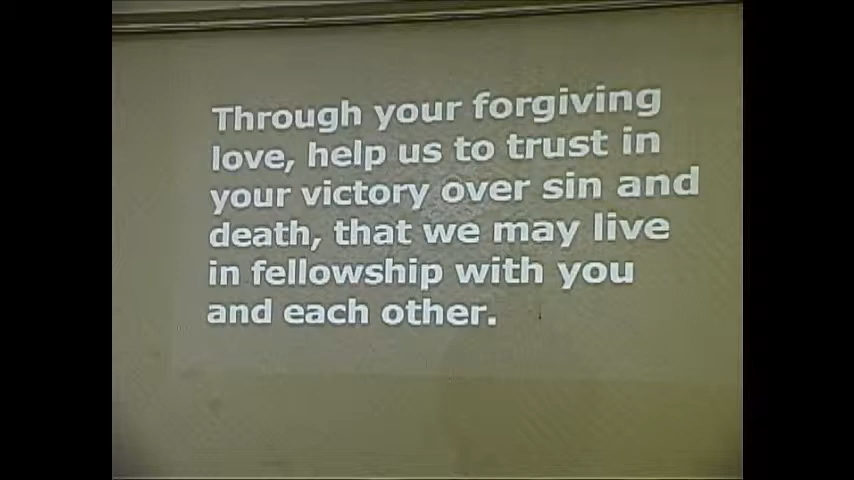 Through your forgiving
love, help us to trust in
your victory over sin and
death, that we may live
in fellowship with you
and each other.